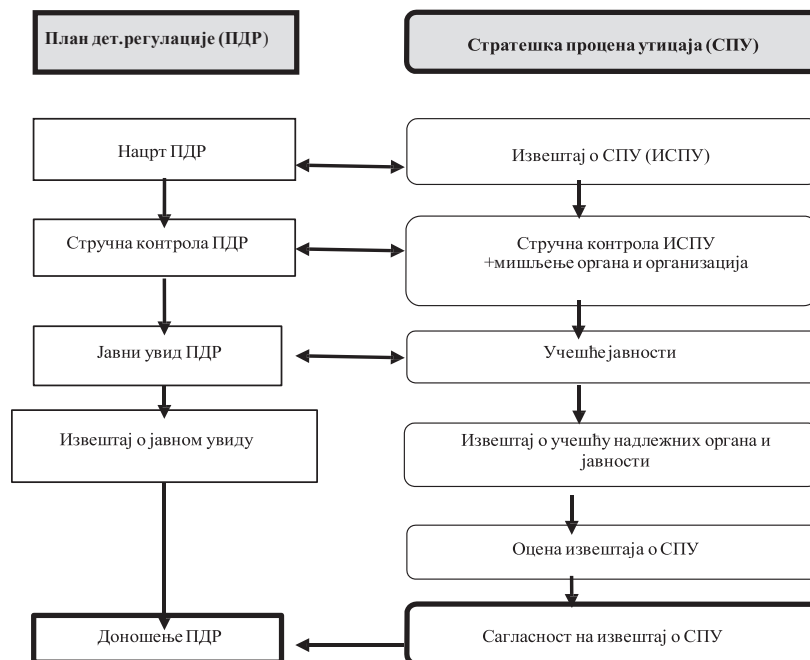 План дет.регулације (ПДР)
Стратешка процена утицаја (СПУ)
Нацрт ПДР
Извештај о СПУ (ИСПУ)
Стручна контрола ПДР
Стручна контрола ИСПУ
+мишљење органа и организација
Јавни увид ПДР
Учешће јавности
Извештај о јавном увиду
Извештај о учешћу надлежних органа и
јавности
Оцена извештаја о СПУ
Доношење ПДР
Сагласност на извештај о СПУ